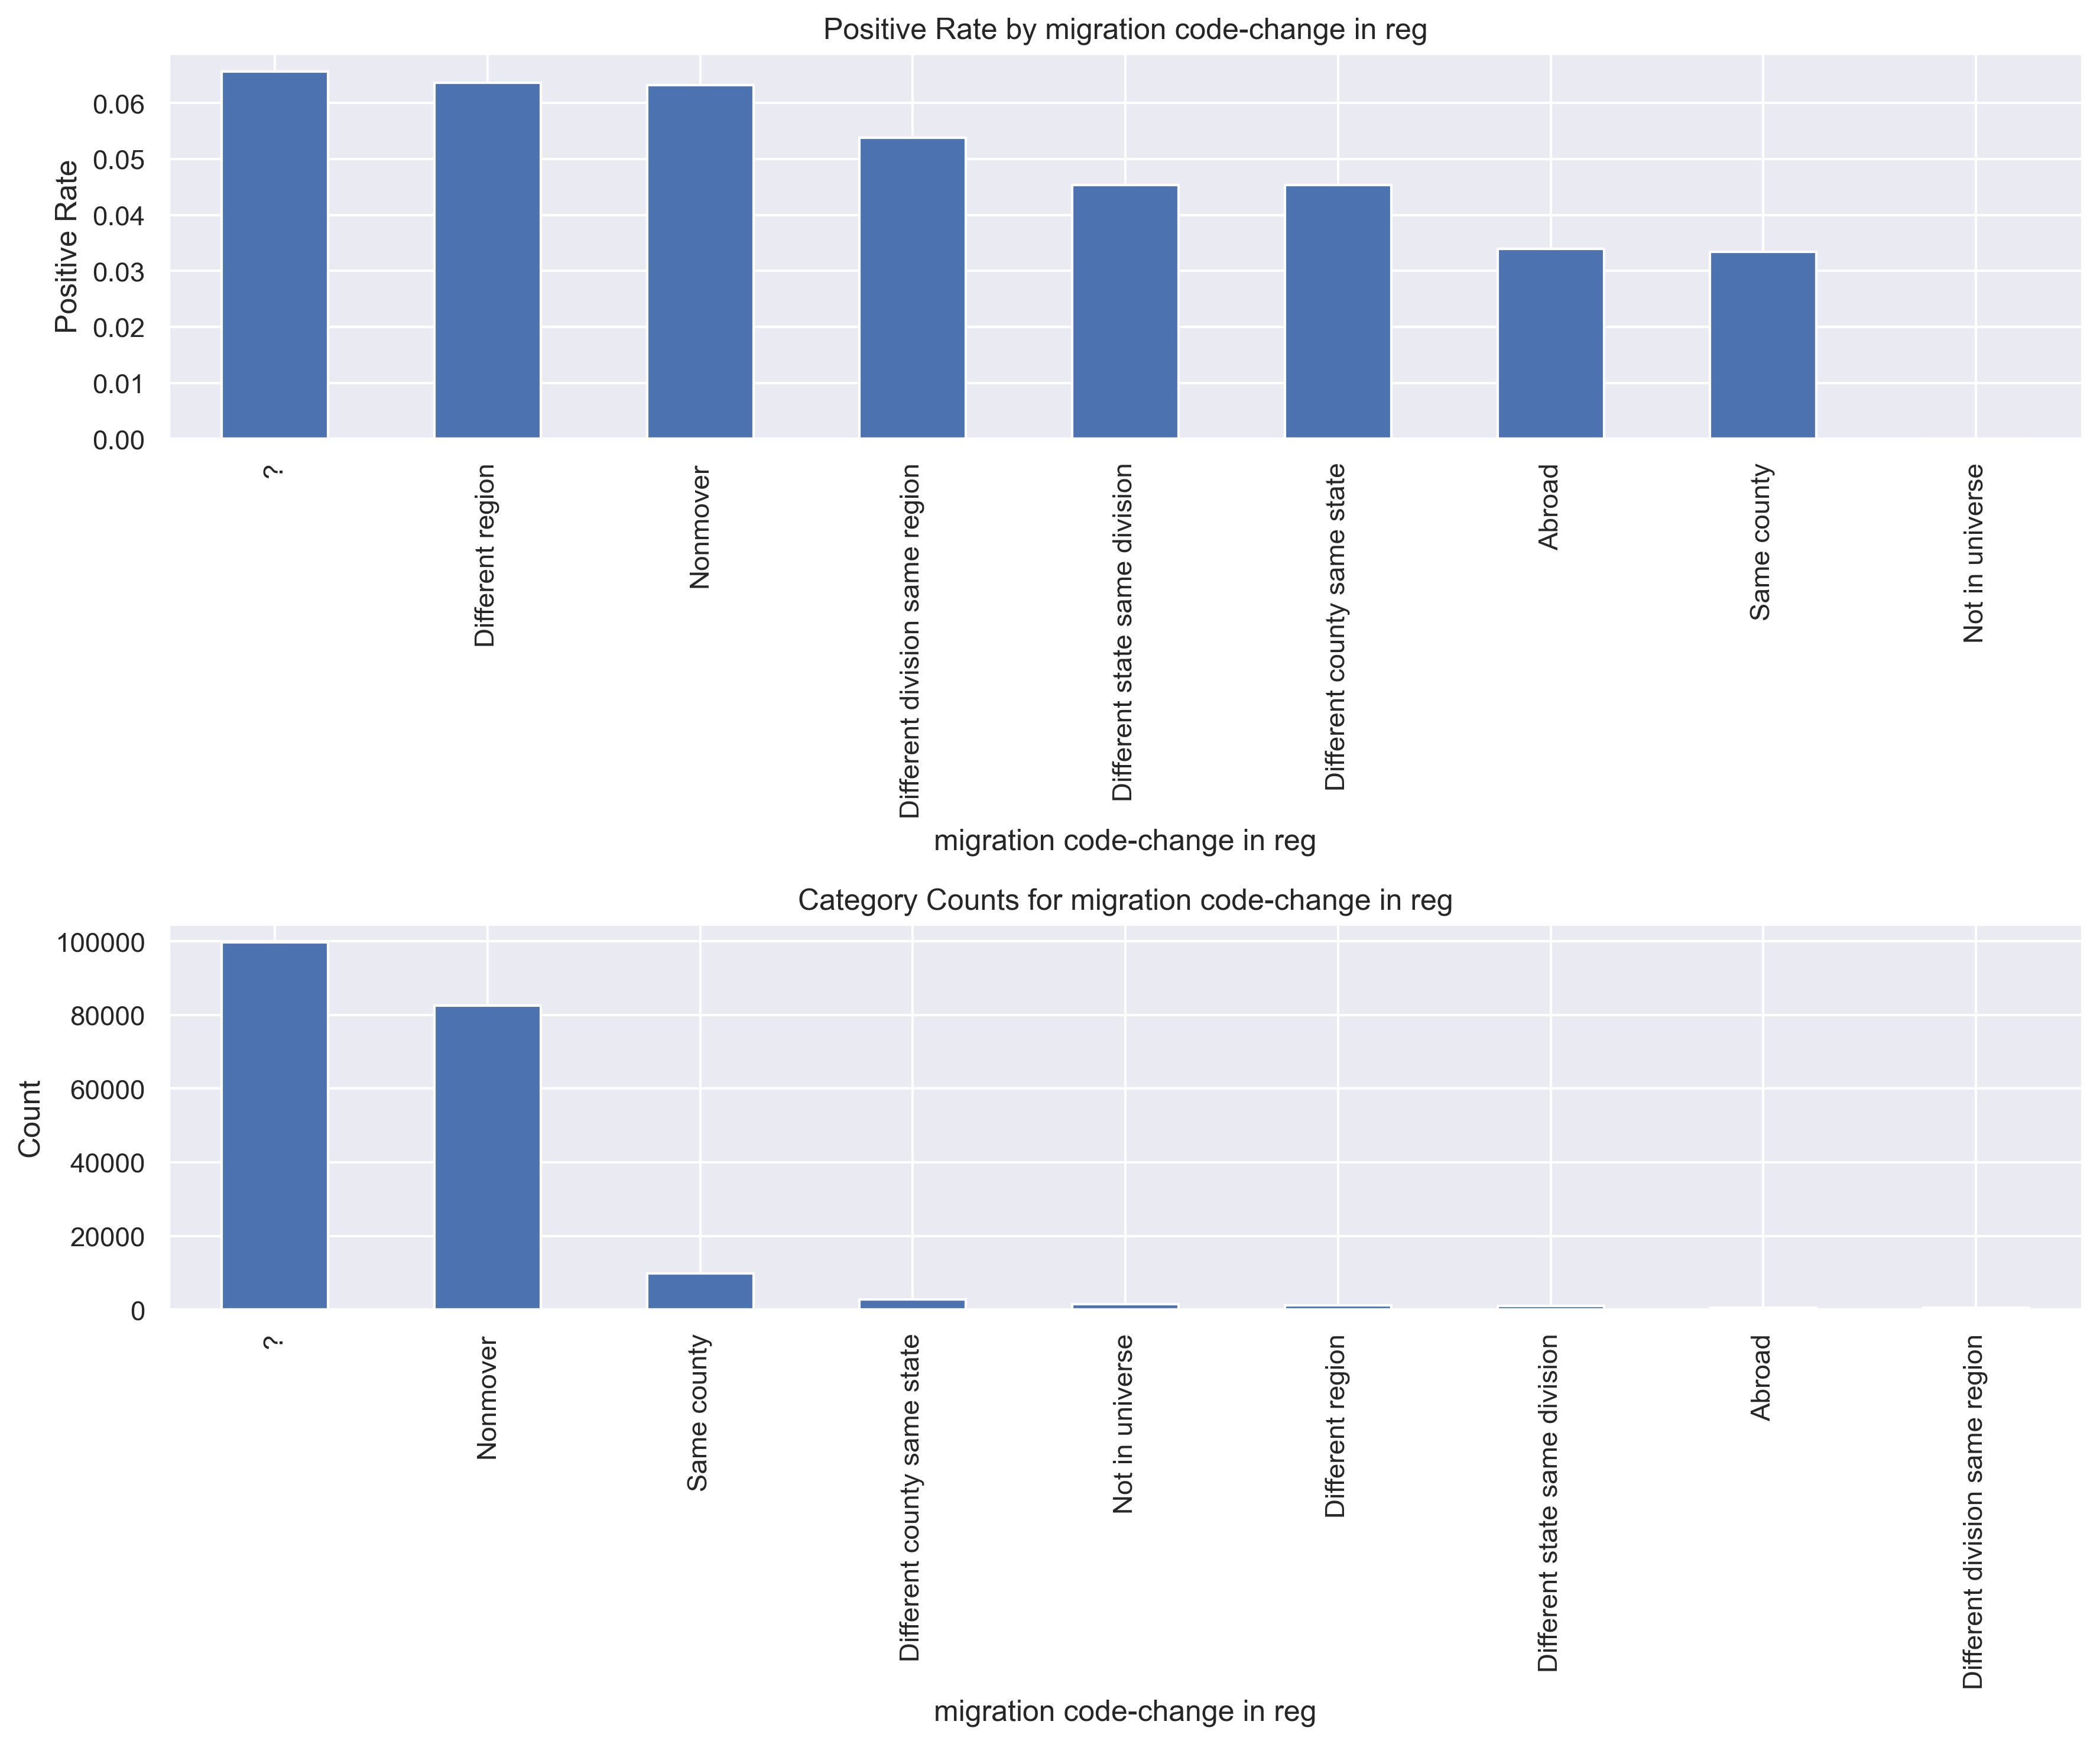 Positive Rate by migration code-change in reg
Positive Rate
0.06
0.05
0.04
0.03
0.02
0.01
0.00
?
Different region
Nonmover
Different division same region
Different state same division
Different county same state
Abroad
Same county
Not in universe
migration code-change in reg
Category Counts for migration code-change in reg
Count
100000
80000
60000
40000
20000
0
?
Nonmover
Same county
Different county same state
Not in universe
Different region
Different state same division
Abroad
Different division same region
migration code-change in reg